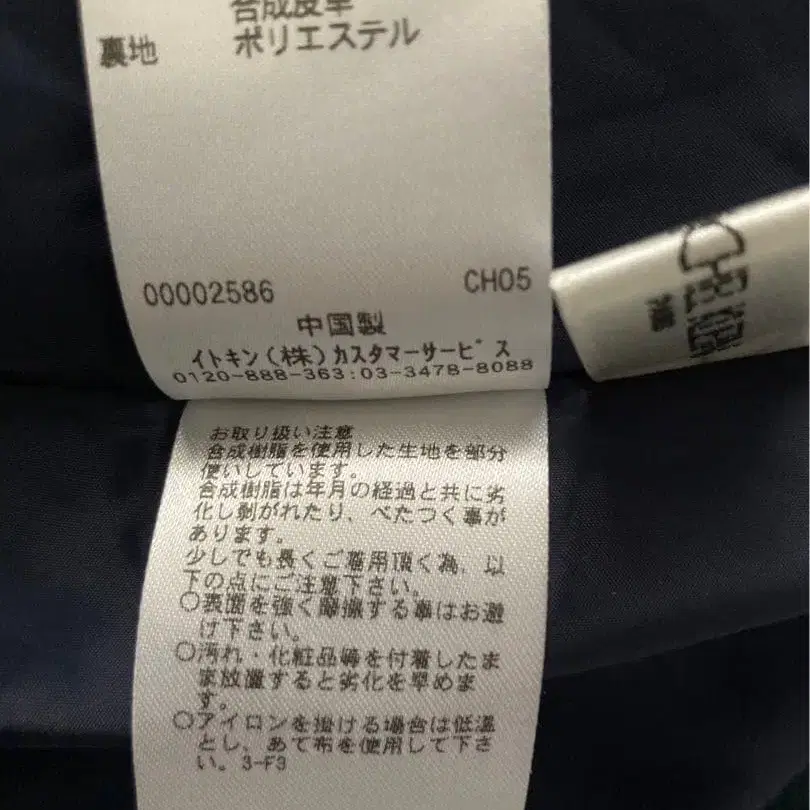 合成皮革
裏地 ポリエステル
00002586 CH05
中国製
イトキン(株)カスタマーサービス
0120-888-363:03-3478-8088
お取り扱い注意
合成樹脂を使用した生地を部分
使いしています。
合成樹脂は年月の経過と共に劣
化し剥がれたり、べたつく事が
あります。
少しでも長くご着用頂く為、以
下の点にご注意下さい。
○表面を強く摩擦する事はお避
け下さい。
○汚れ・化粧品等を付着したま
ま放置すると劣化を早めま
す。
○アイロンを掛ける場合は低温
とし、あて布を使用して下さ
い。3-F3